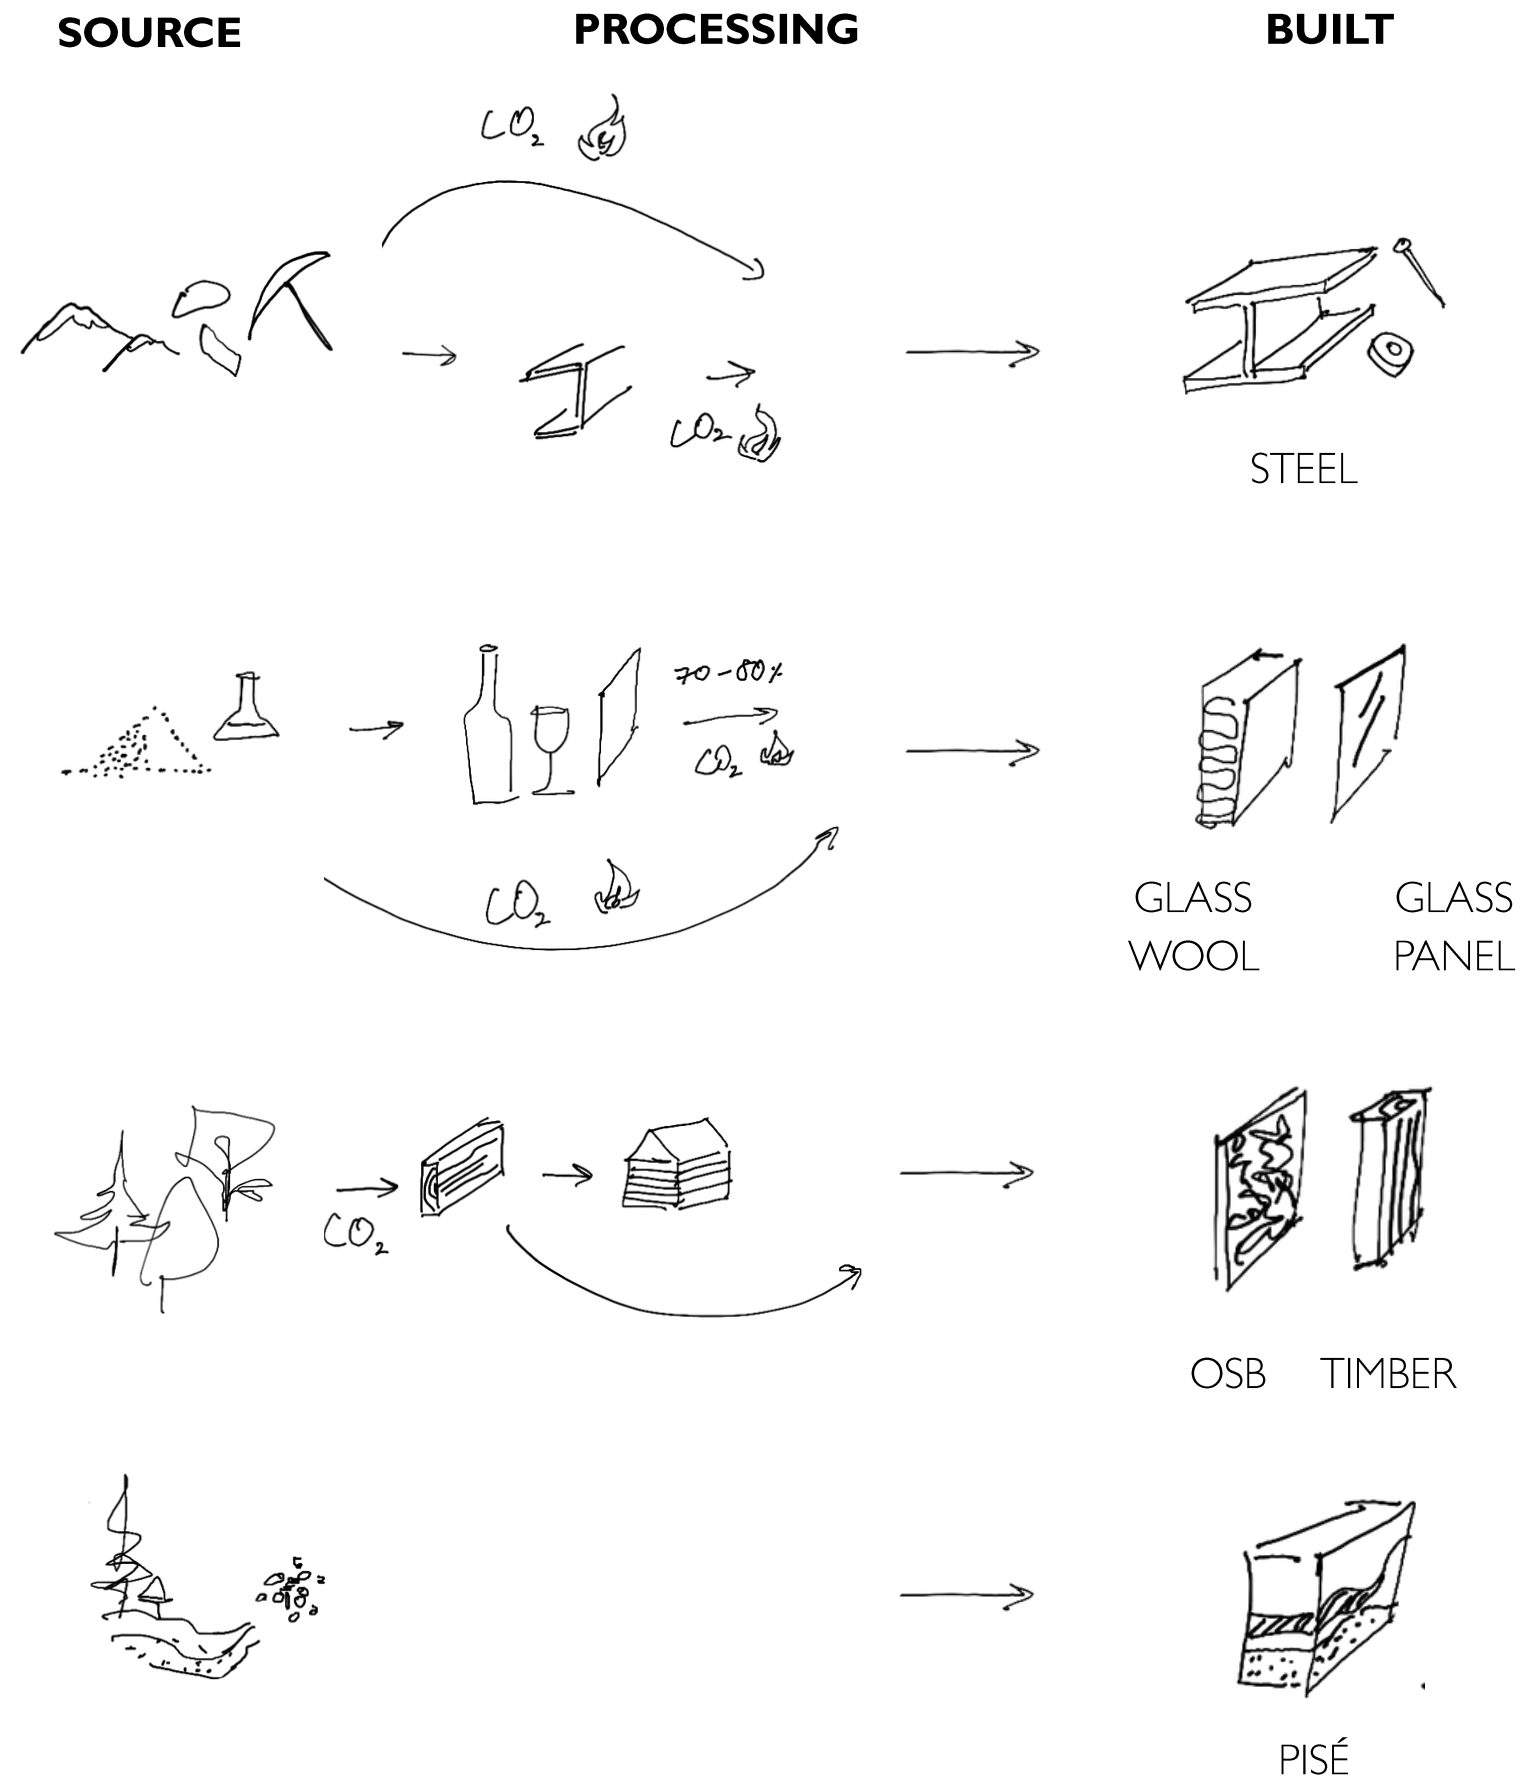 SOURCE PROCESSING BUILT
CO₂
CO₂
STEEL
70-80%
CO₂
CO₂
GLASS WOOL
GLASS PANEL
CO₂
OSB
TIMBER
PISÉ